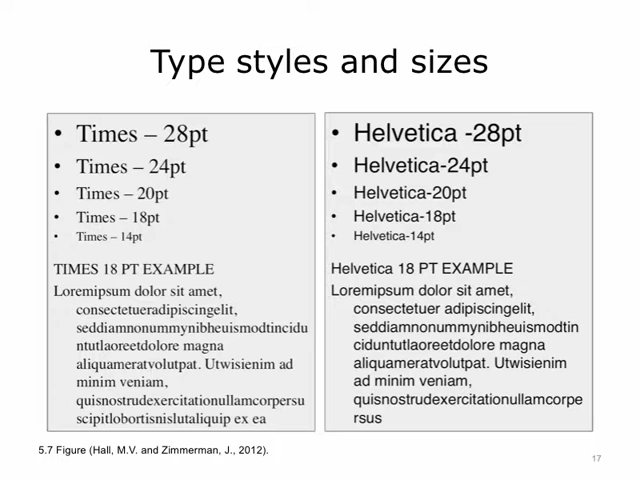 Type styles and sizes
• Times – 28pt
• Times – 24pt
• Times – 20pt
• Times – 18pt
• Times – 14pt
TIMES 18 PT EXAMPLE
Loremipsum dolor sit amet,
consectetueradipiscingelit,
seddiamnonummynibheuismodtincidu
ntutlaoreetdolore magna
aliquameratvolutpat. Utwisienim ad
minim veniam,
quisnostrudexercitationullamcorpersu
scipitlobortisnislutaliquip ex ea
• Helvetica -28pt
• Helvetica-24pt
• Helvetica-20pt
• Helvetica-18pt
• Helvetica-14pt
Helvetica 18 PT EXAMPLE
Loremipsum dolor sit amet,
consectetuer adipiscingelit,
seddiamnonummynibheuismodtin
ciduntutlaoreetdolore magna
aliquameratvolutpat. Utwisienim
ad minim veniam,
quisnostrudexercitationullamcorpe
rsus
5.7 Figure (Hall, M.V. and Zimmerman, J., 2012).
17